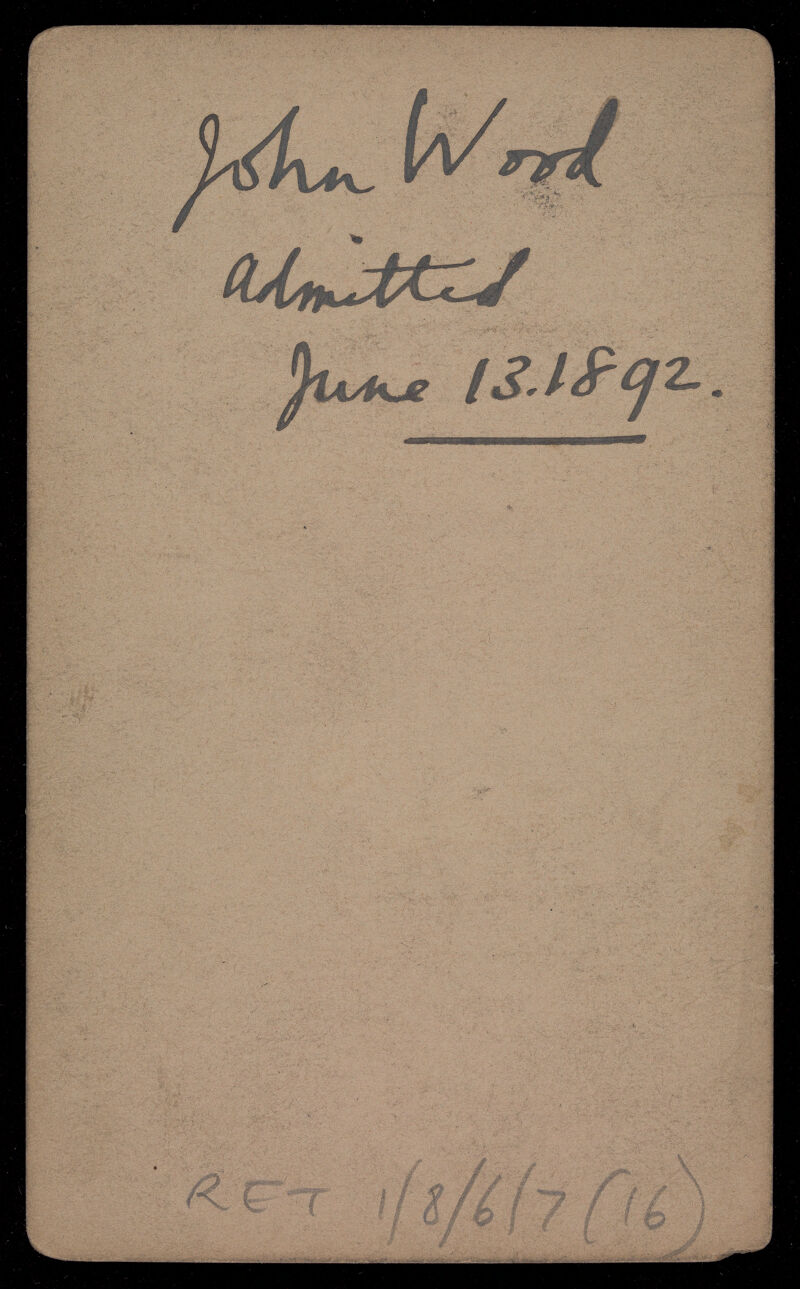 John Wood
admitted
June 13.1892.
RET 1/8/6/7 (16)